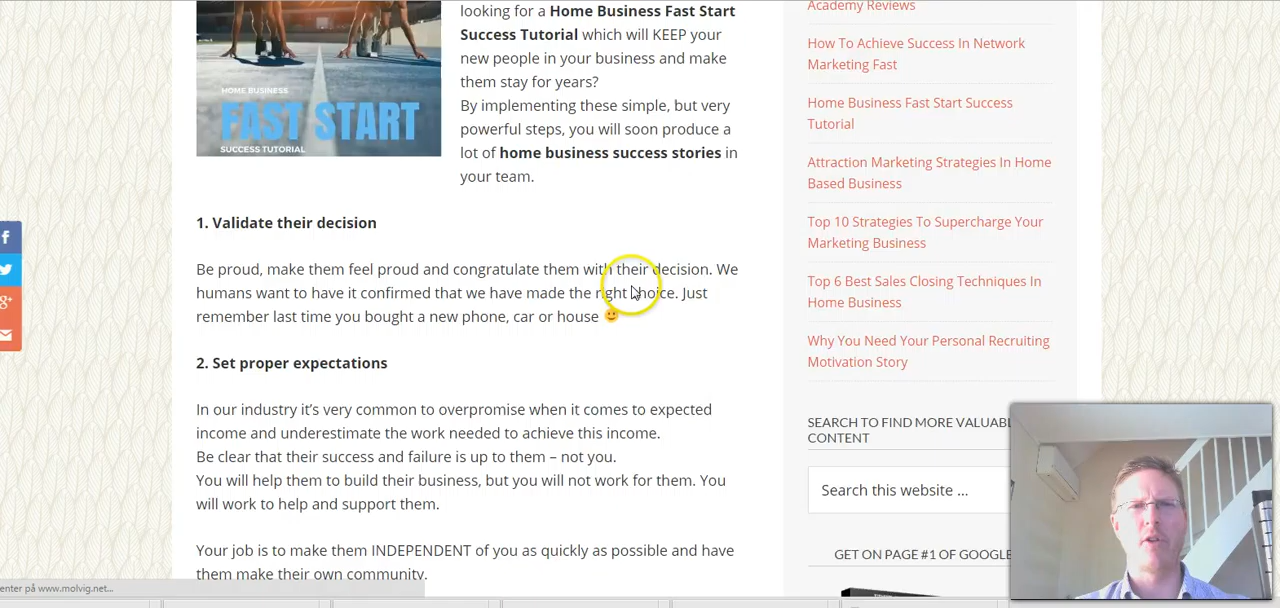 looking for a Home Business Fast Start
Success Tutorial which will KEEP your
new people in your business and make
them stay for years?
By implementing these simple, but very
powerful steps, you will soon produce a
lot of home business success stories in
your team.
HOME BUSINESS
FAST START
SUCCESS TUTORIAL
1. Validate their decision
Be proud, make them feel proud and congratulate them with their decision. We
humans want to have it confirmed that we have made the right choice. Just
remember last time you bought a new phone, car or house
2. Set proper expectations
In our industry it’s very common to overpromise when it comes to expected
income and underestimate the work needed to achieve this income.
Be clear that their success and failure is up to them – not you.
You will help them to build their business, but you will not work for them. You
will work to help and support them.
Your job is to make them INDEPENDENT of you as quickly as possible and have
them make their own community.
Academy Reviews
How To Achieve Success In Network
Marketing Fast
Home Business Fast Start Success
Tutorial
Attraction Marketing Strategies In Home
Based Business
Top 10 Strategies To Supercharge Your
Marketing Business
Top 6 Best Sales Closing Techniques In
Home Business
Why You Need Your Personal Recruiting
Motivation Story
SEARCH TO FIND MORE VALUABL
CONTENT
Search this website ...
GET ON PAGE #1 OF GOOGLE
enter på www.molvig.net...